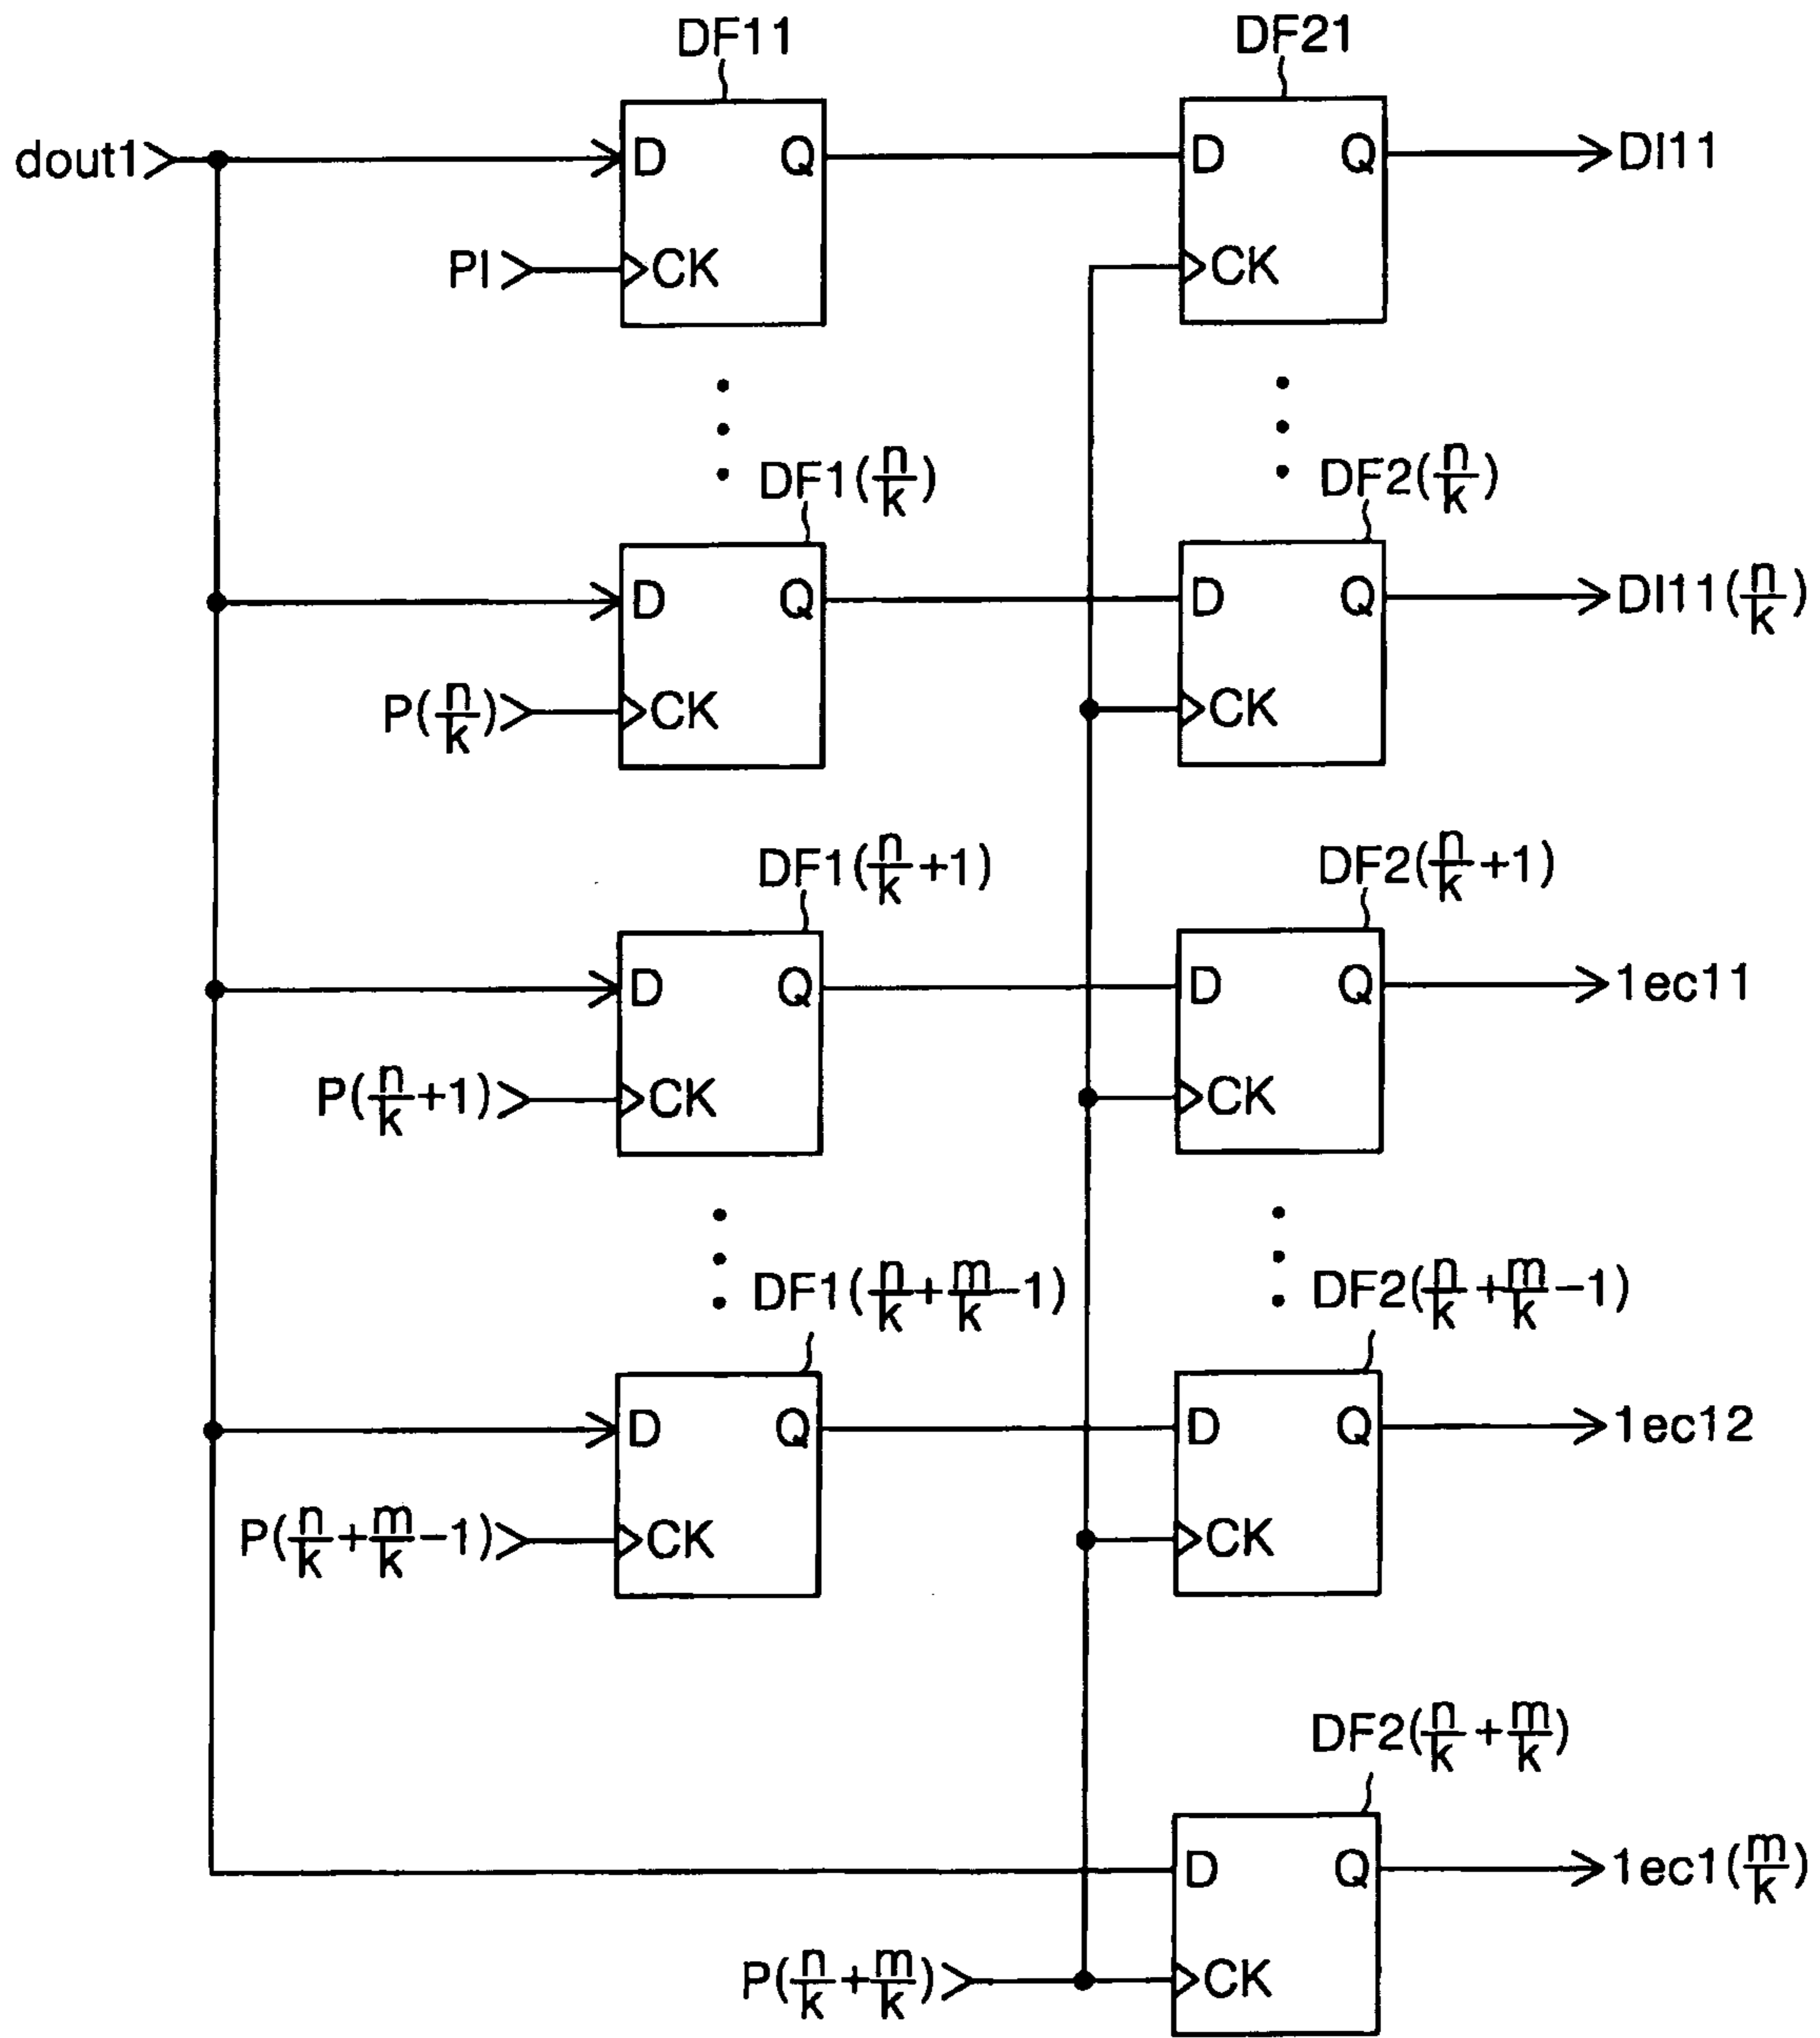 DF11 DF21
dout1 D Q D Q DI11
PI CK CK
DF1(n/k) DF2(n/k)
D Q D Q DI11(n/k)
P(n/k) CK CK
DF1(n/k+1) DF2(n/k+1)
D Q D Q 1ec11
P(n/k+1) CK CK
DF1(n/k+m/k-1) DF2(n/k+m/k-1)
D Q D Q 1ec12
P(n/k+m/k-1) CK CK
DF2(n/k+m/k)
D Q 1ec1(m/k)
P(n/k+m/k) CK